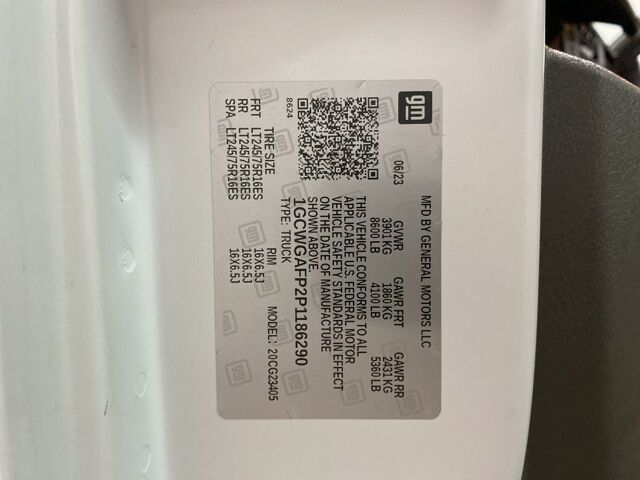 gm
MFD BY GENERAL MOTORS LLC
06/23 GVWR GAWR FRT GAWR RR
3901 KG 1860 KG 2431 KG
8600 LB 4100 LB 5360 LB
THIS VEHICLE CONFORMS TO ALL
APPLICABLE U.S. FEDERAL MOTOR
VEHICLE SAFETY STANDARDS IN EFFECT
ON THE DATE OF MANUFACTURE
SHOWN ABOVE.
1GCWGAFP2P1186290
TYPE: TRUCK
8624
MODEL: 20CG23405
TIRE SIZE RIM
FRT LT245/75R16ES 16X6.5J
RR LT245/75R16ES 16X6.5J
SPA LT245/75R16ES 16X6.5J